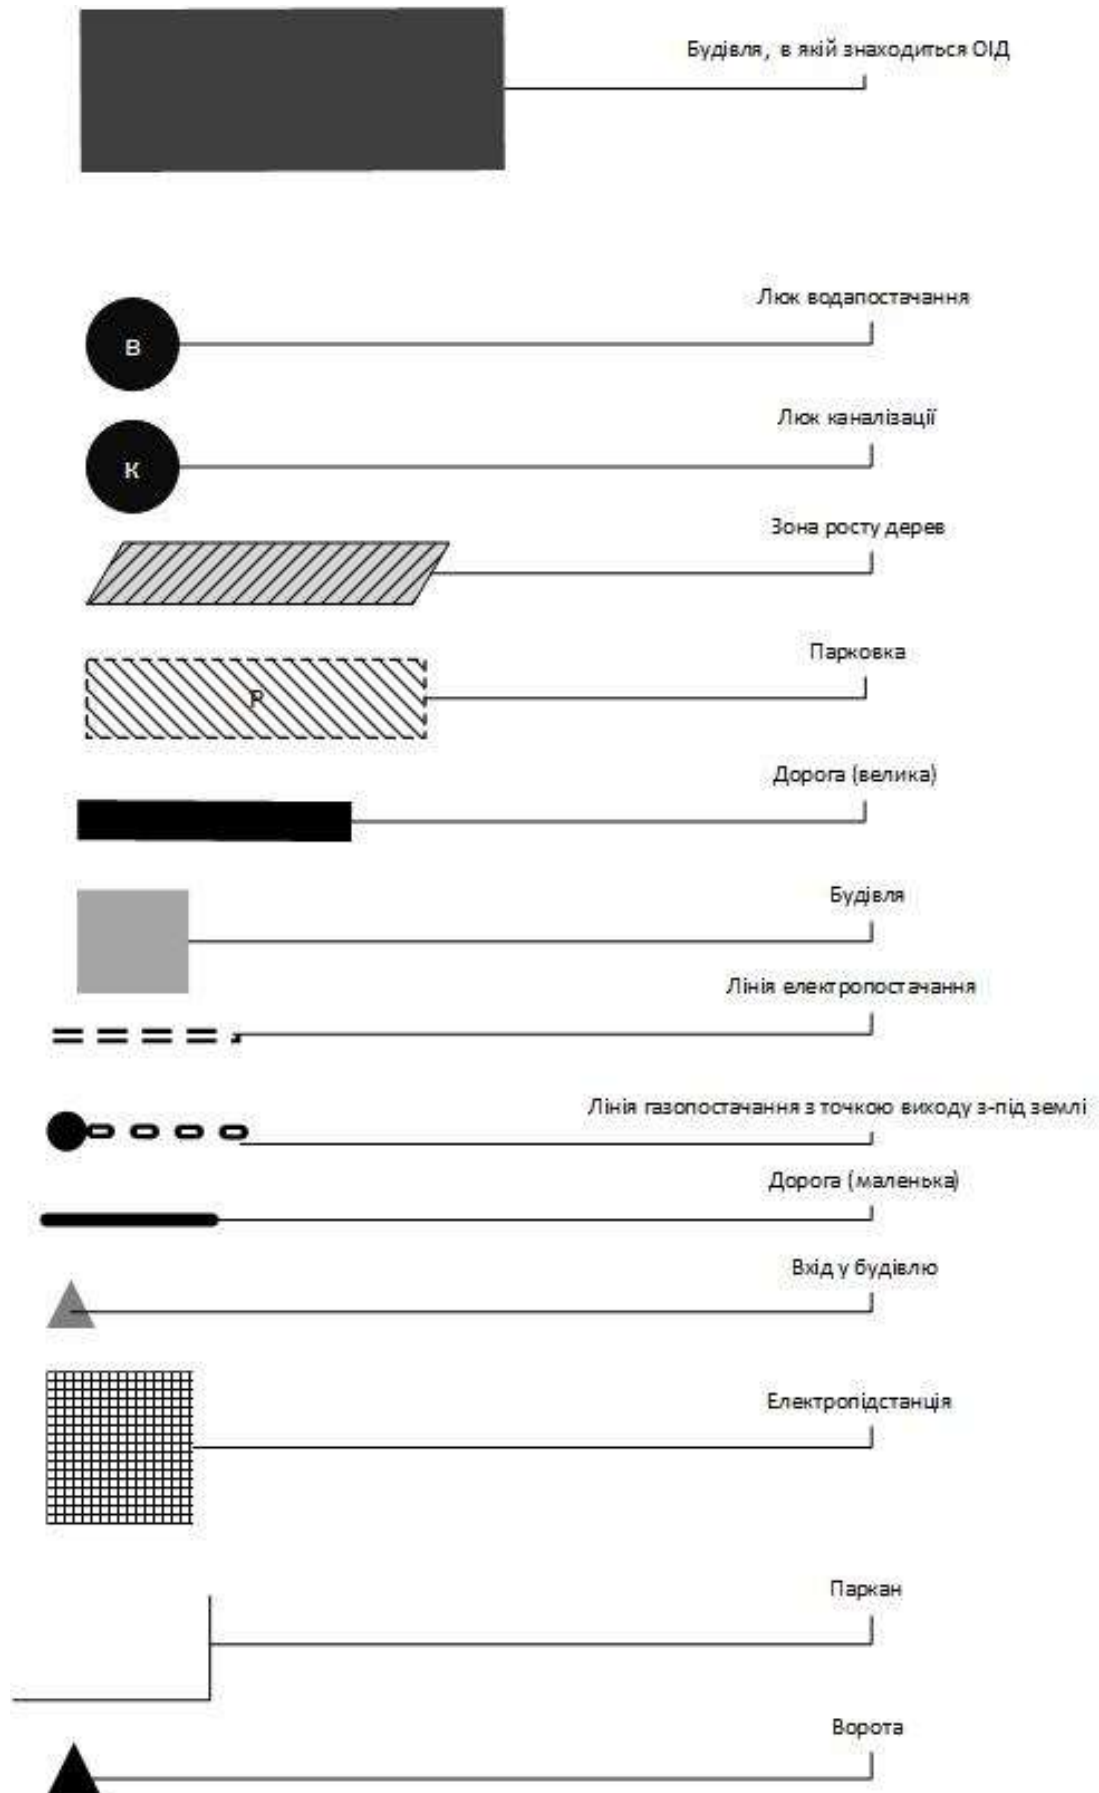 Будівля, в якій знаходиться ОІД
Люк водапостачання
В
Люк каналізації
К
Зона росту дерев
Парковка
Р
Дорога (велика)
Будівля
Лінія електропостачання
Лінія газопостачання з точкою виходу з-під землі
Дорога (маленька)
Вхід у будівлю
Електропідстанція
Паркан
Ворота